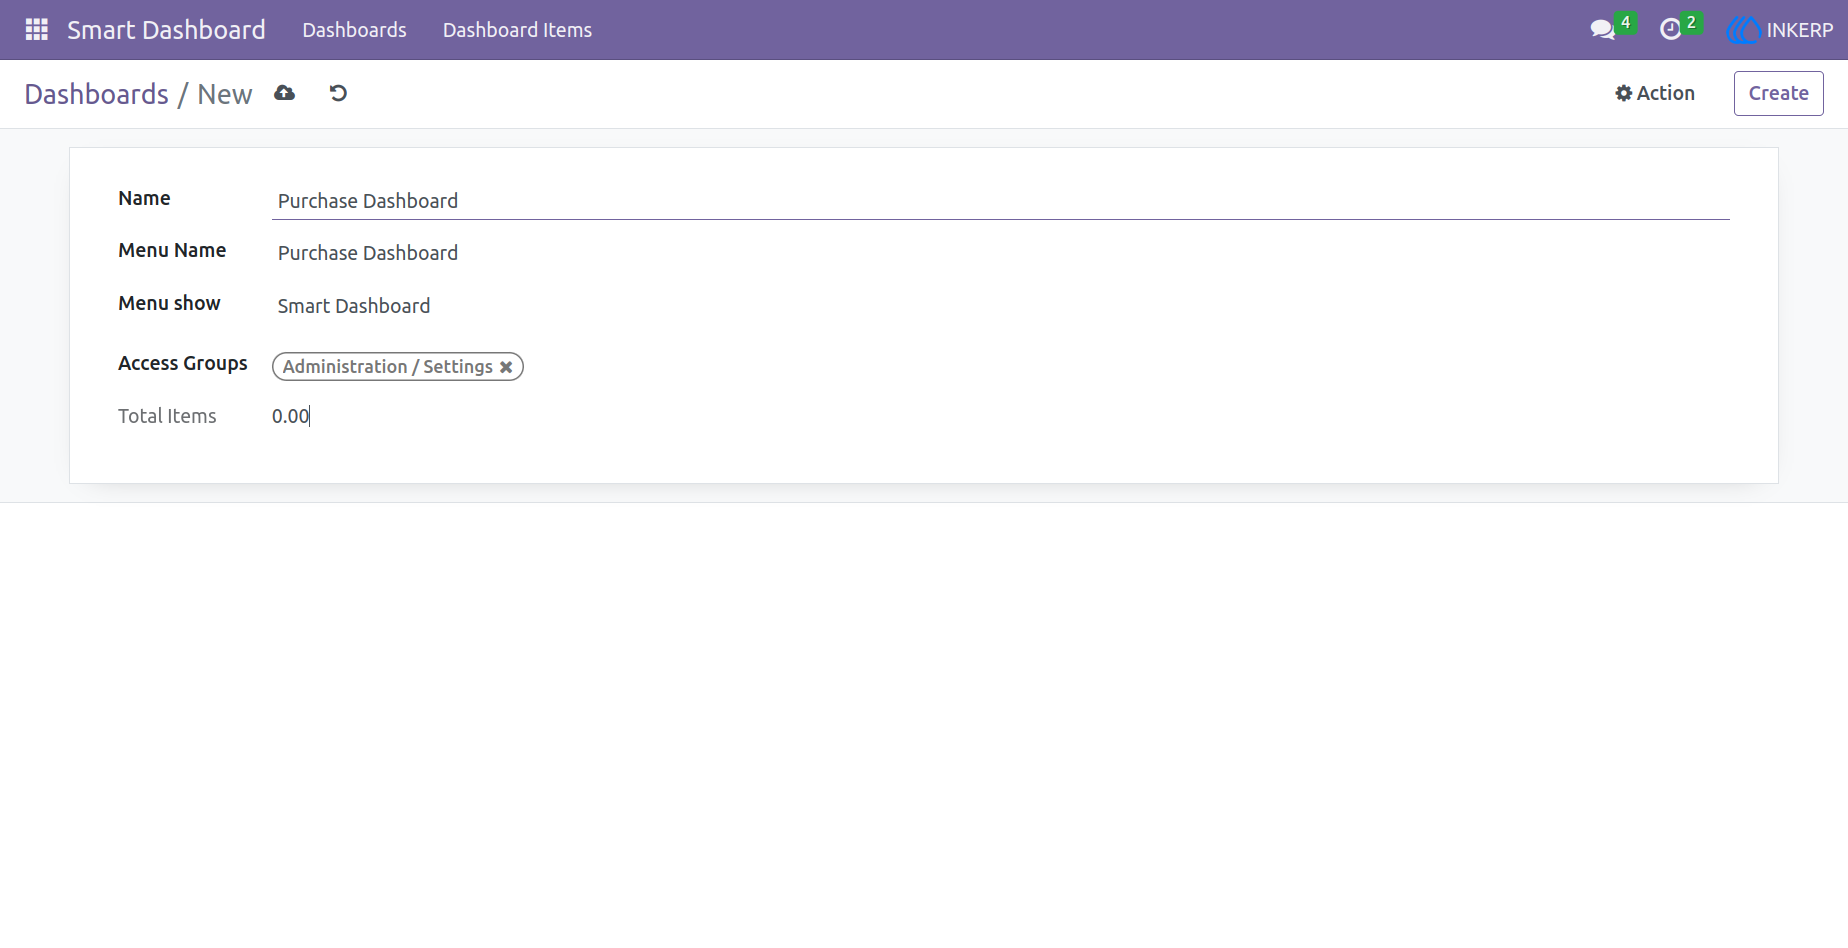 Smart Dashboard Dashboards Dashboard Items 4 2 INKERP
Dashboards / New Action Create
Name Purchase Dashboard
Menu Name Purchase Dashboard
Menu show Smart Dashboard
Access Groups Administration / Settings
Total Items 0.00